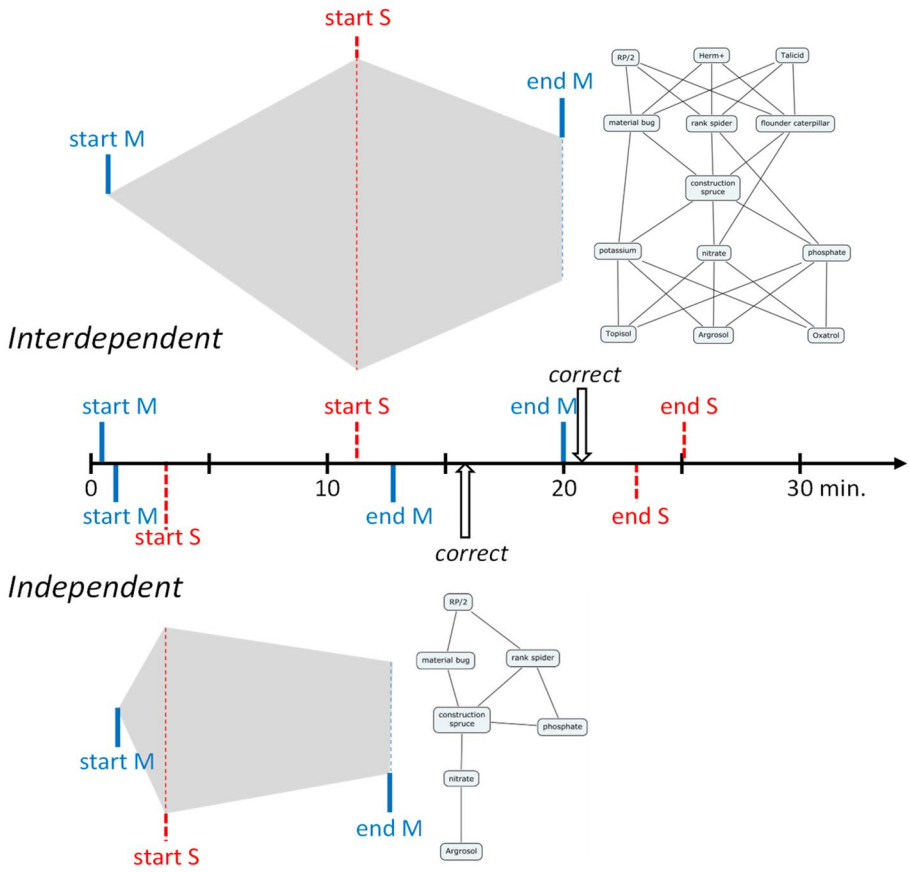 start S
end M
start M
RP/2
Herm+
Talicid
material bug
rank spider
flounder caterpillar
construction
spruce
potassium
nitrate
phosphate
Topisol
Argrosol
Oxatrol
Interdependent
correct
start M
start S
end M
end S
0
10
20
30 min.
start M
start S
end M
end S
correct
Independent
RP/2
material bug
rank spider
construction
spruce
phosphate
nitrate
Argrosol
start M
end M
start S